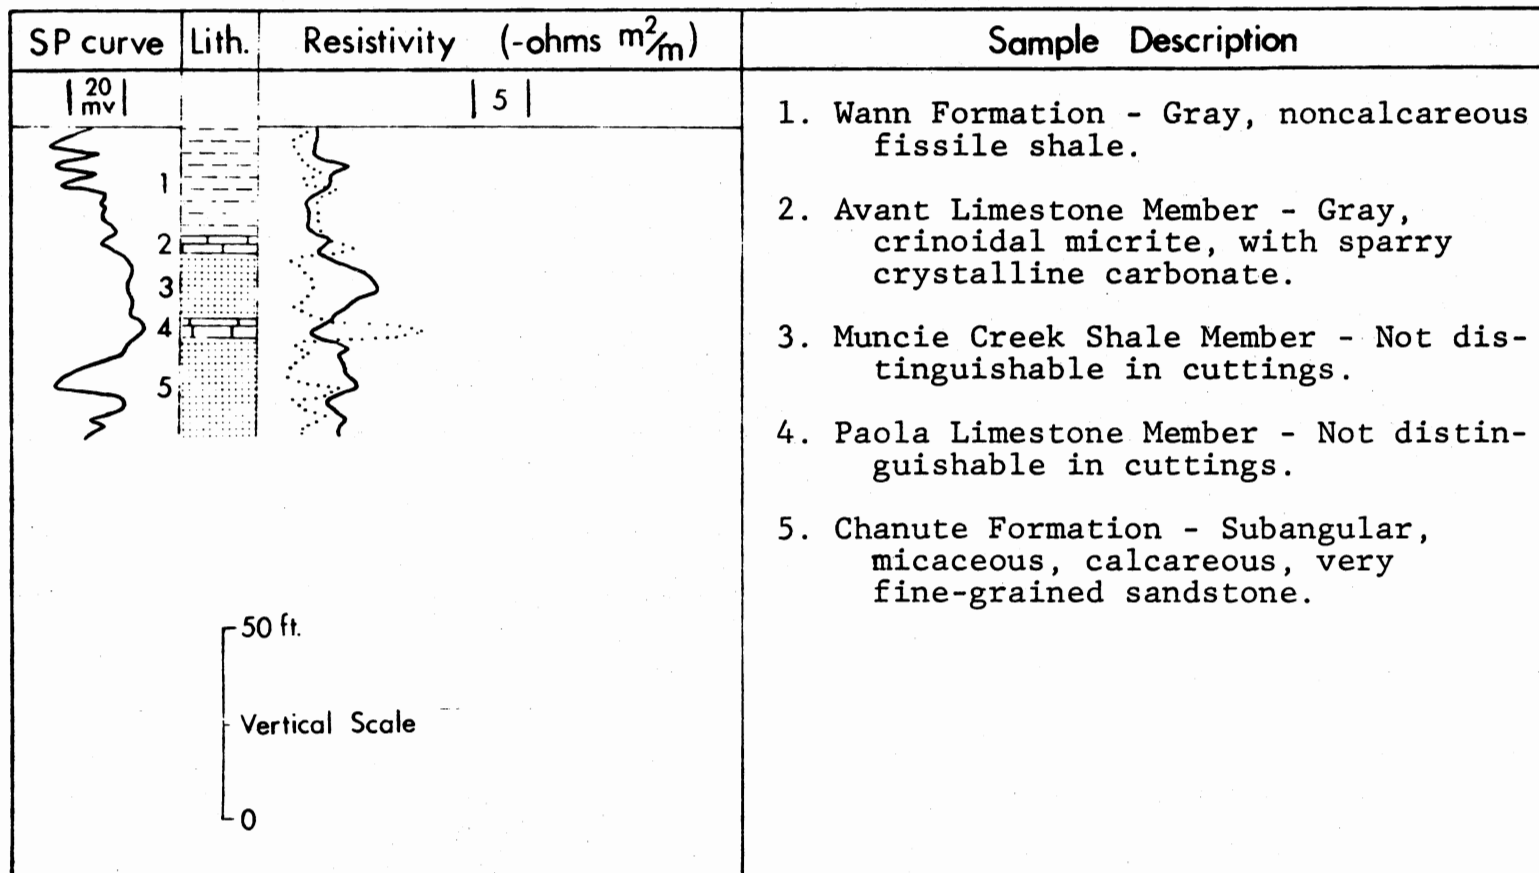 SP curve Lith. Resistivity (-ohms m²/m) Sample Description
|20 mv| |5|
1
2
3
4
5
50 ft.
Vertical Scale
0
1. Wann Formation - Gray, noncalcareous
fissile shale.
2. Avant Limestone Member - Gray,
crinoidal micrite, with sparry
crystalline carbonate.
3. Muncie Creek Shale Member - Not dis-
tinguishable in cuttings.
4. Paola Limestone Member - Not distin-
guishable in cuttings.
5. Chanute Formation - Subangular,
micaceous, calcareous, very
fine-grained sandstone.